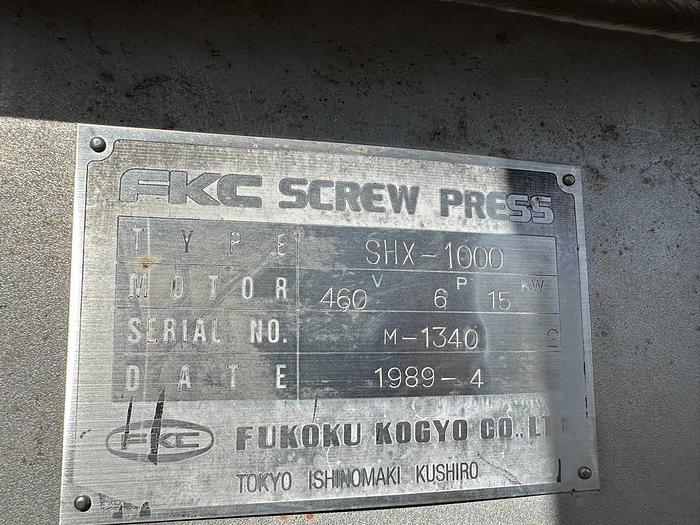 FKC SCREW PRESS
TYPE SHX-1000
MOTOR 460 V 6 P 15 KW
SERIAL NO. M-1340 2
DATE 1989-4
FKC FUKOKU KOGYO CO., LT
TOKYO ISHINOMAKI KUSHIRO